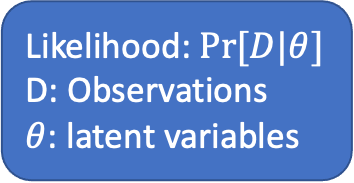 Likelihood: Pr[D|θ]
D: Observations
θ: latent variables